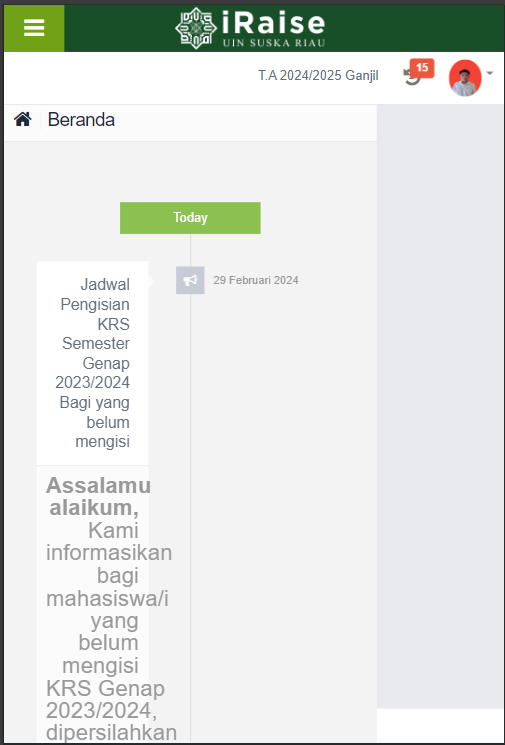 iRaise
UIN SUSKA RIAU
T.A 2024/2025 Ganjil
15
Beranda
Today
29 Februari 2024
Jadwal
Pengisian
KRS
Semester
Genap
2023/2024
Bagi yang
belum
mengisi
Assalamu
alaikum,
Kami
informasikan
bagi
mahasiswa/i
yang
belum
mengisi
KRS Genap
2023/2024,
dipersilahkan